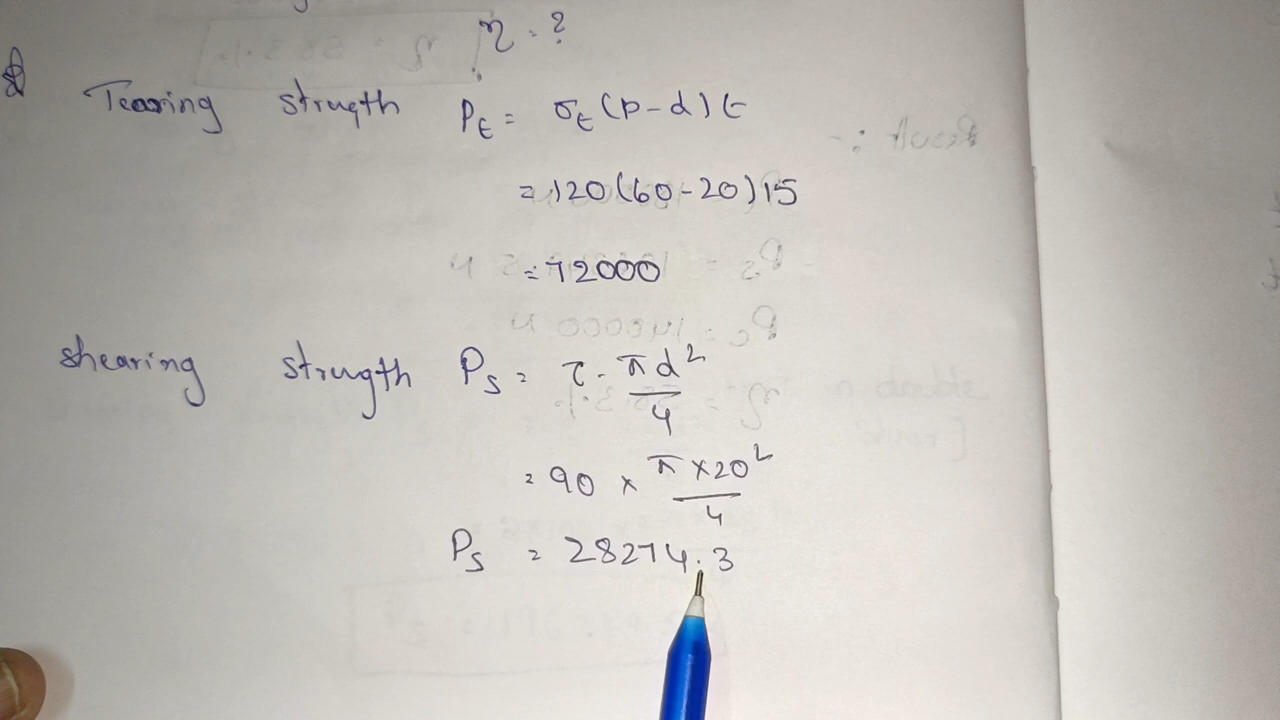 η = ?
Tearing strength Pt = σt (p-d) t
= 120 (60-20) 15
= 72000
shearing strength Ps = τ · πd²/4
= 90 × π×20²/4
Ps = 28274.3